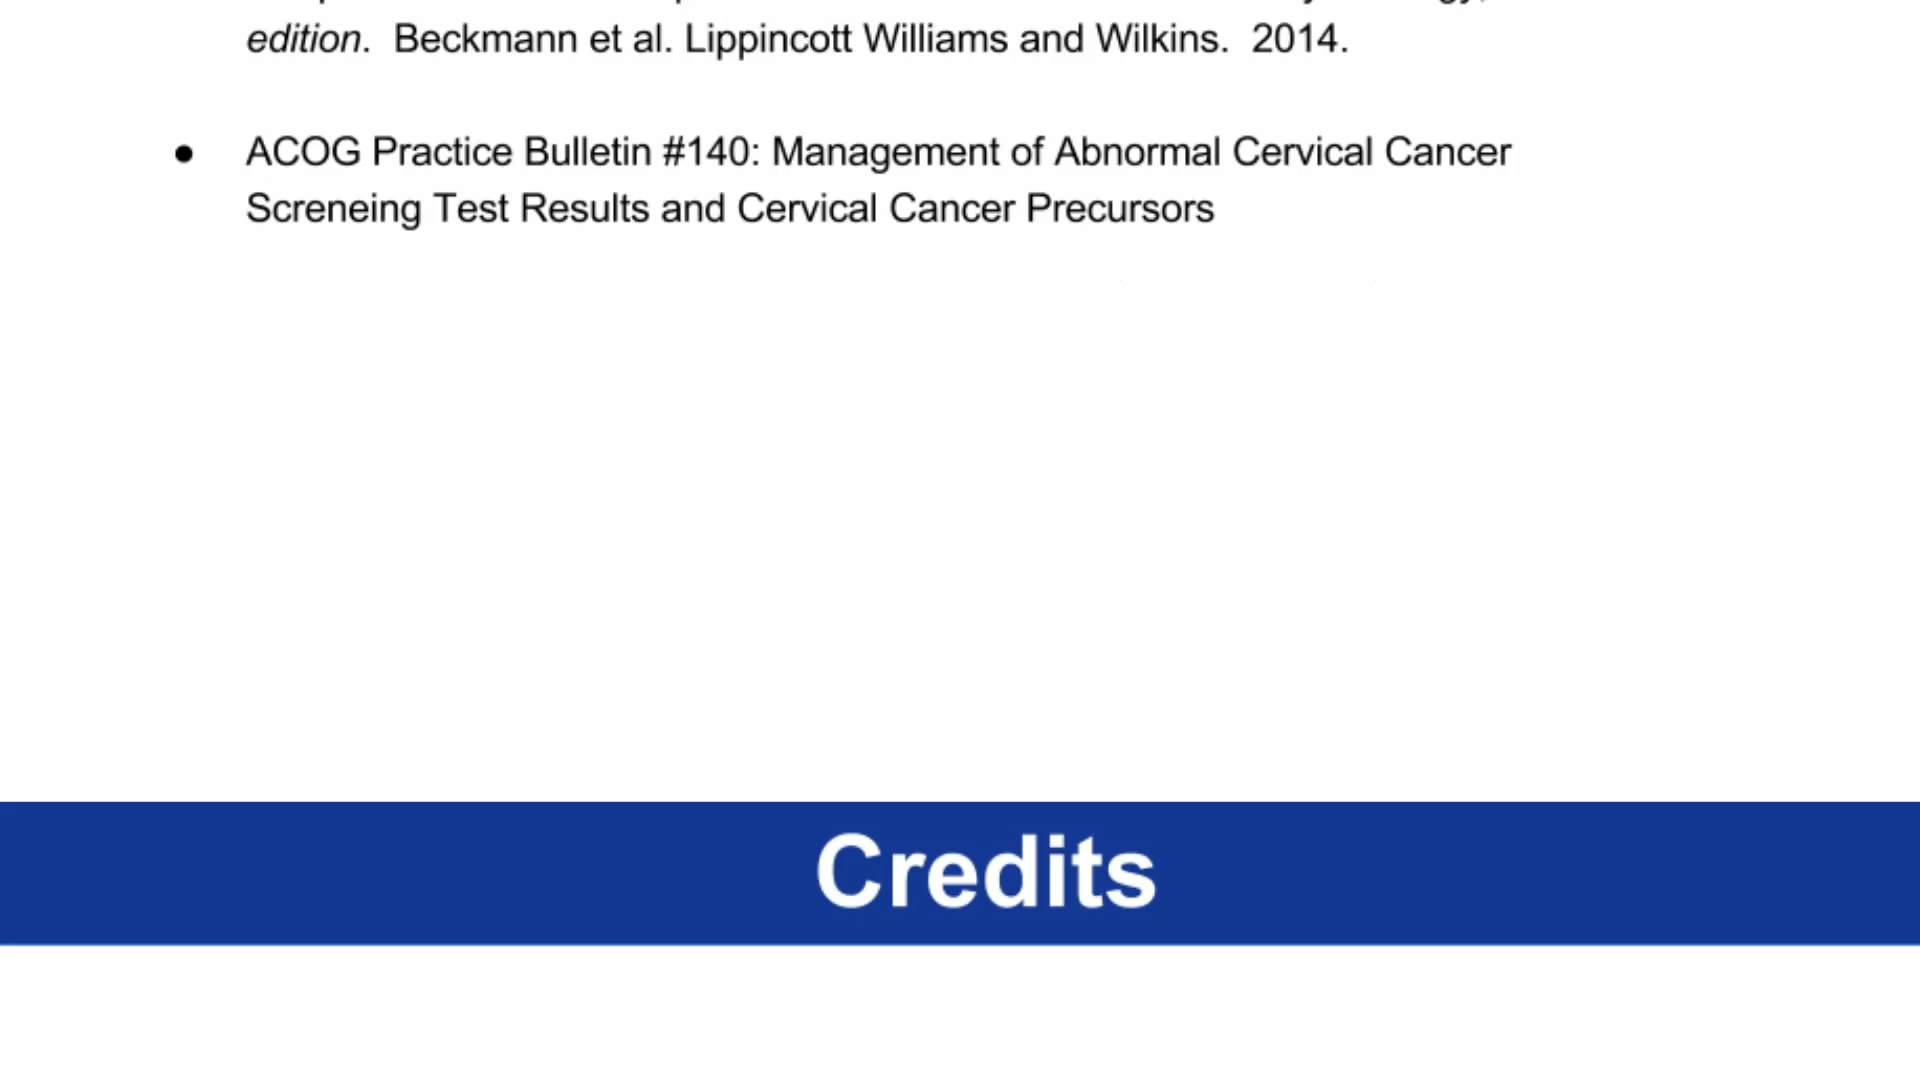 edition. Beckmann et al. Lippincott Williams and Wilkins. 2014.
● ACOG Practice Bulletin #140: Management of Abnormal Cervical Cancer
Screneing Test Results and Cervical Cancer Precursors
Credits